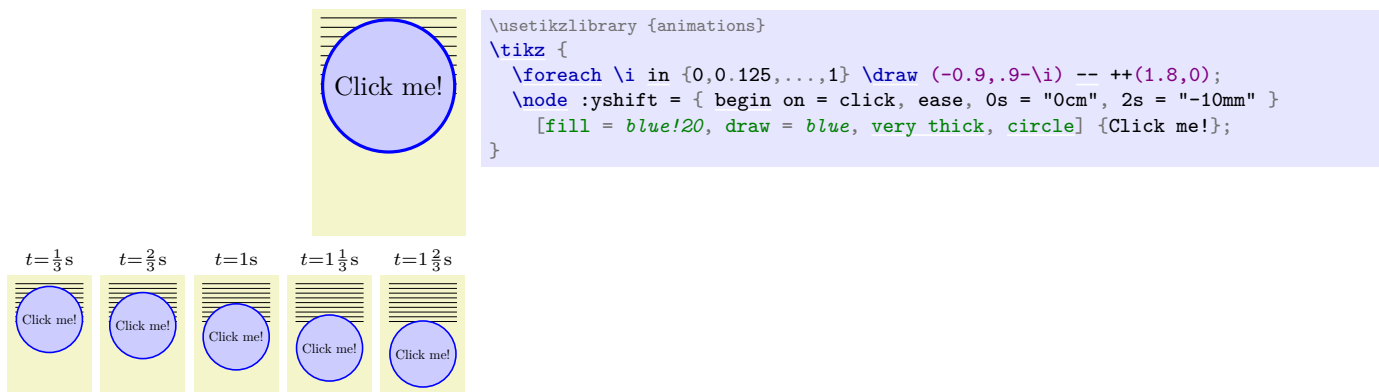 Click me!
\usetikzlibrary {animations}
\tikz {
  \foreach \i in {0,0.125,...,1} \draw (-0.9,.9-\i) -- ++(1.8,0);
  \node :yshift = { begin on = click, ease, 0s = "0cm", 2s = "-10mm" }
    [fill = blue!20, draw = blue, very thick, circle] {Click me!};
}
t=1/3s t=2/3s t=1s t=1 1/3s t=1 2/3s
Click me! Click me! Click me! Click me! Click me!